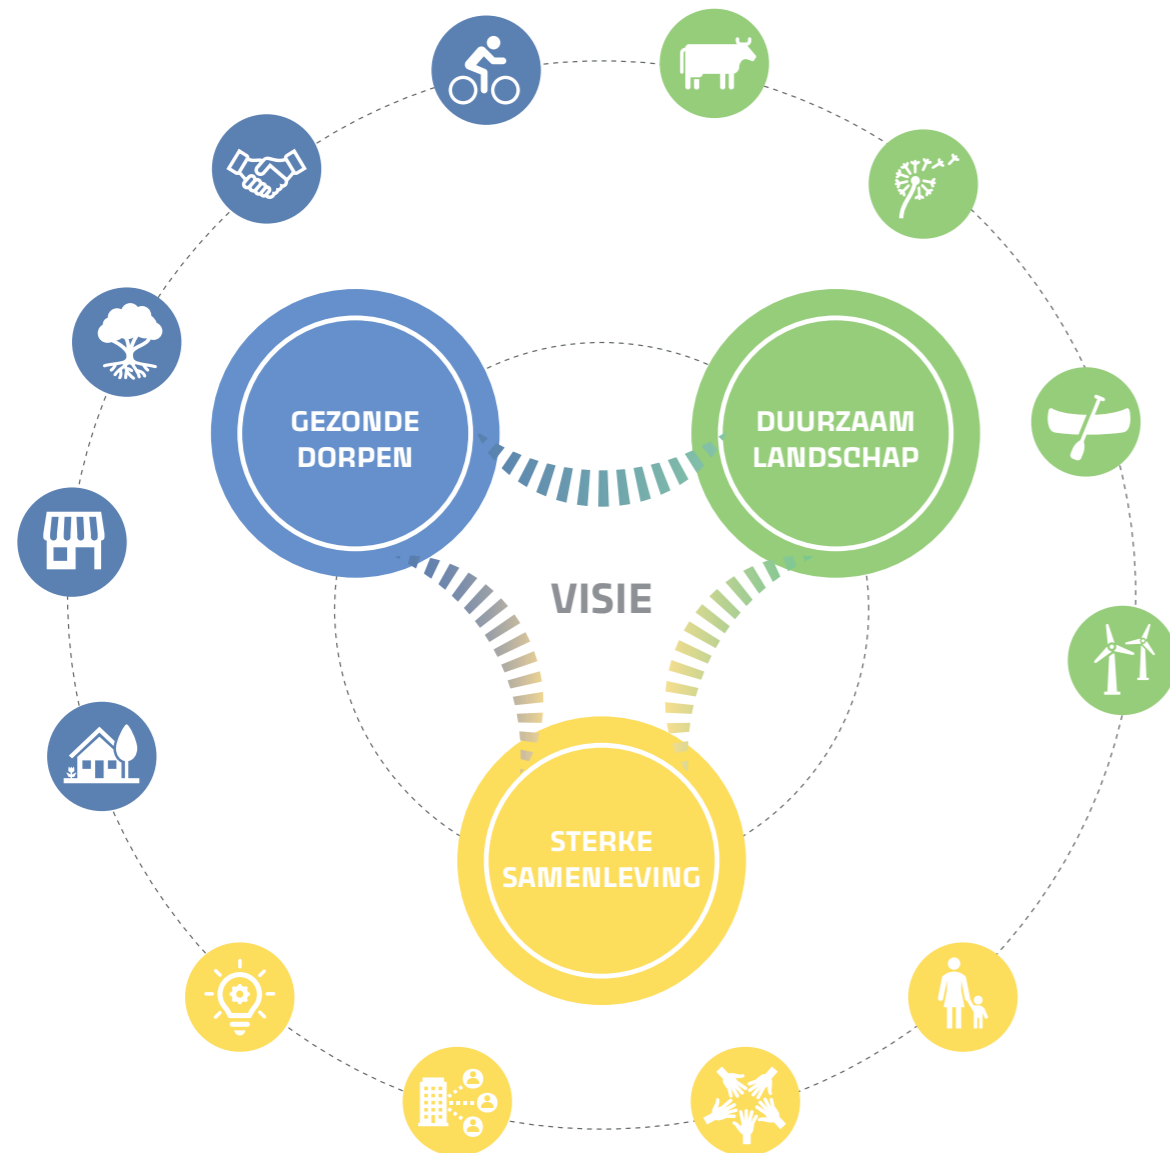 GEZONDE
DORPEN
DUURZAAM
LANDSCHAP
VISIE
STERKE
SAMENLEVING